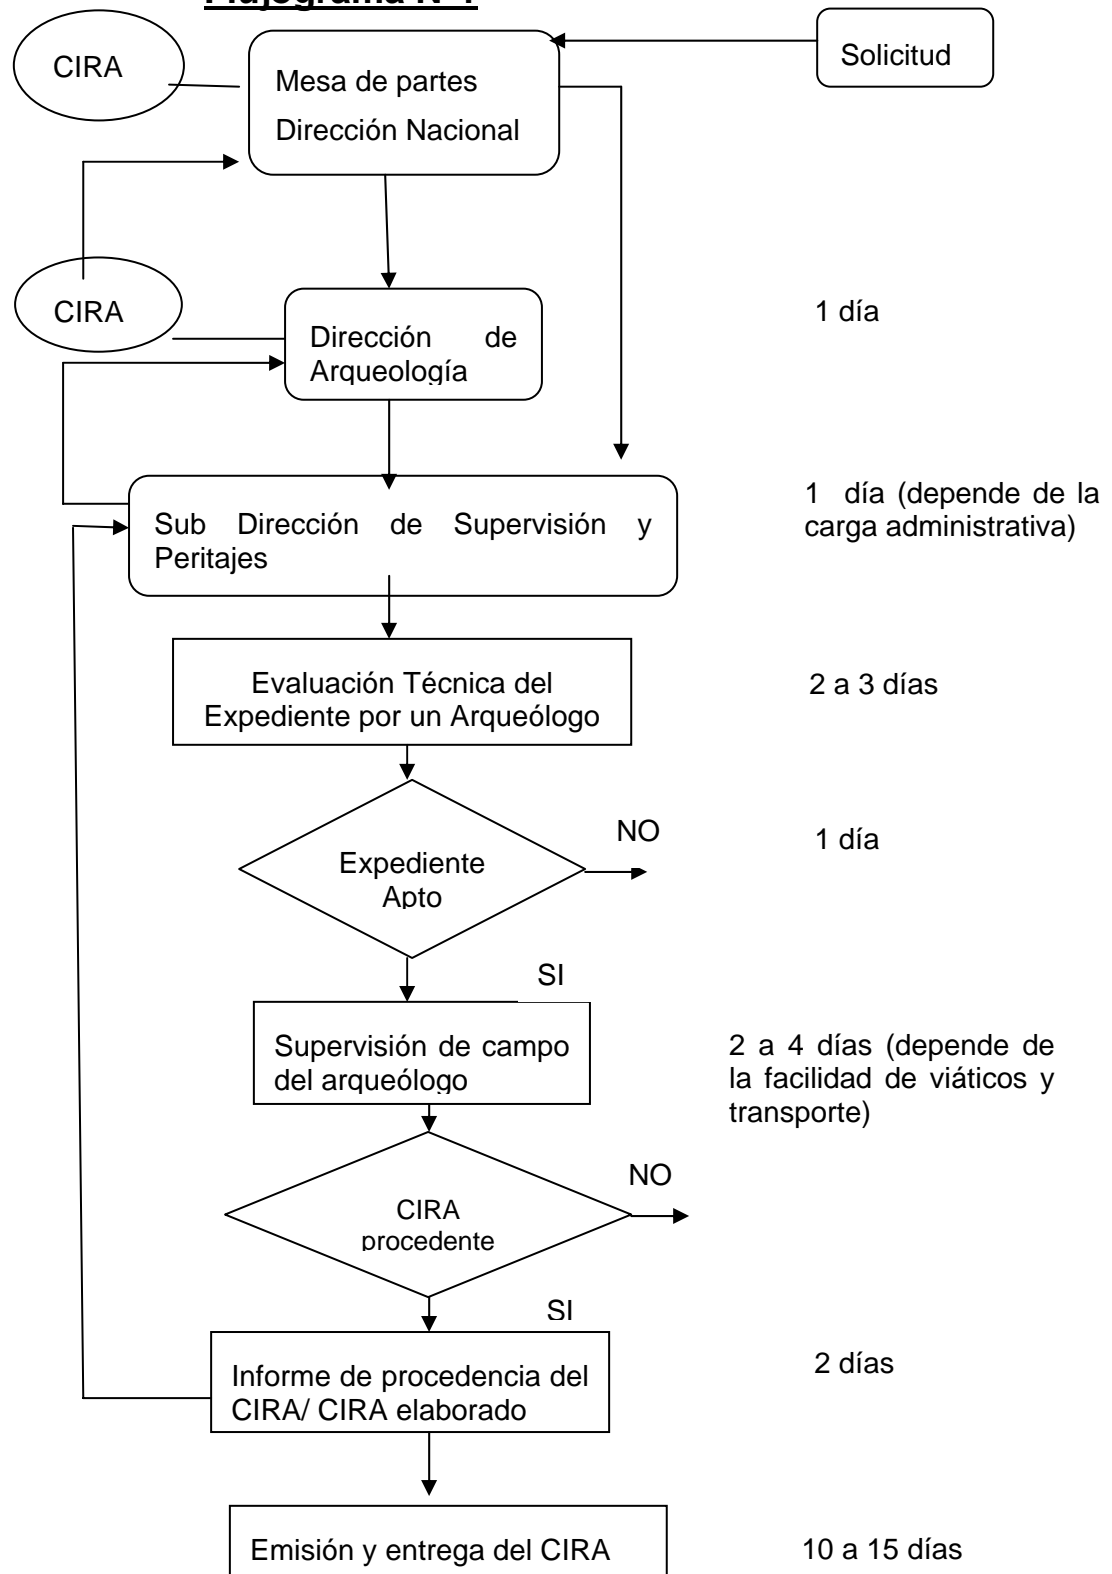 Flujograma N° 1
CIRA
Solicitud
Mesa de partes
Dirección Nacional
CIRA
1 día
Dirección de
Arqueología
1 día (depende de la
carga administrativa)
Sub Dirección de Supervisión y
Peritajes
Evaluación Técnica del
Expediente por un Arqueólogo
2 a 3 días
NO
1 día
Expediente
Apto
SI
Supervisión de campo
del arqueólogo
2 a 4 días (depende de
la facilidad de viáticos y
transporte)
NO
CIRA
procedente
SI
Informe de procedencia del
CIRA/ CIRA elaborado
2 días
Emisión y entrega del CIRA
10 a 15 días